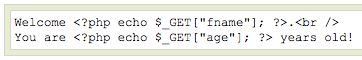 Welcome <?php echo $_GET["fname"]; ?>.<br />
You are <?php echo $_GET["age"]; ?> years old!